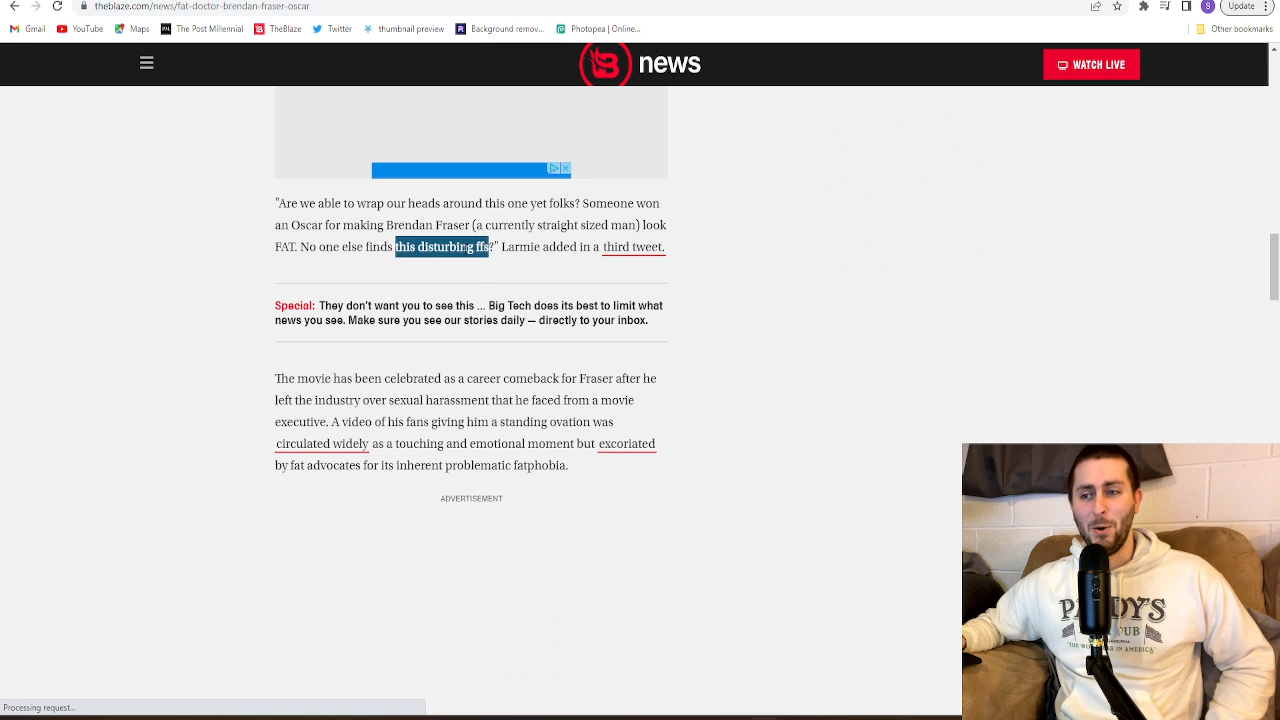 theblaze.com/news/fat-doctor-brendan-fraser-oscar
Update
Gmail
YouTube
Maps
The Post Millennial
TheBlaze
Twitter
thumbnail preview
Background remov...
Photopea | Online...
Other bookmarks
news
WATCH LIVE
"Are we able to wrap our heads around this one yet folks? Someone won
an Oscar for making Brendan Fraser (a currently straight sized man) look
FAT. No one else finds this disturbing ffs?" Larmie added in a third tweet.
Special: They don't want you to see this ... Big Tech does its best to limit what
news you see. Make sure you see our stories daily — directly to your inbox.
The movie has been celebrated as a career comeback for Fraser after he
left the industry over sexual harassment that he faced from a movie
executive. A video of his fans giving him a standing ovation was
circulated widely as a touching and emotional moment but excoriated
by fat advocates for its inherent problematic fatphobia.
ADVERTISEMENT
Processing request...